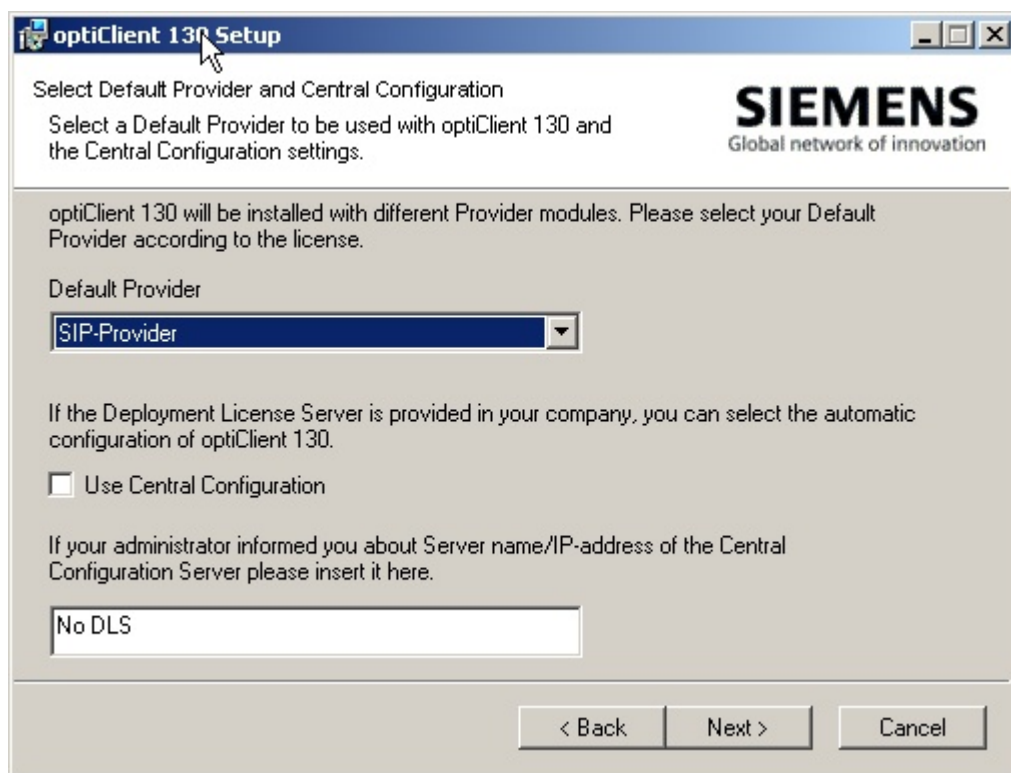 optiClient 130 Setup
Select Default Provider and Central Configuration
Select a Default Provider to be used with optiClient 130 and
the Central Configuration settings.
SIEMENS
Global network of innovation
optiClient 130 will be installed with different Provider modules. Please select your Default
Provider according to the license.
Default Provider
SIP-Provider
If the Deployment License Server is provided in your company, you can select the automatic
configuration of optiClient 130.
Use Central Configuration
If your administrator informed you about Server name/IP-address of the Central
Configuration Server please insert it here.
No DLS
< Back
Next >
Cancel